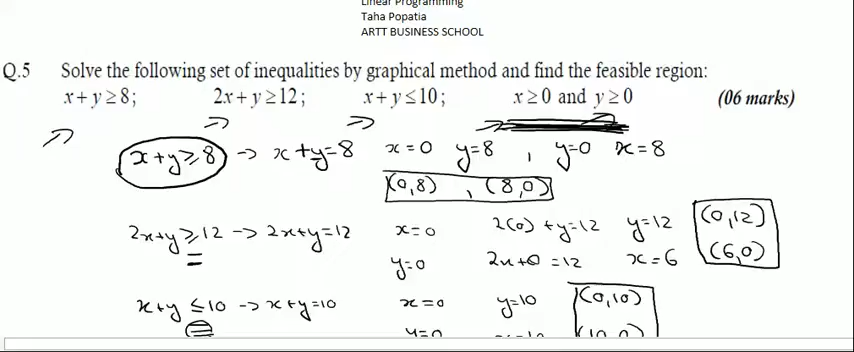 Linear Programming
Taha Popatia
ARTT BUSINESS SCHOOL
Q.5 Solve the following set of inequalities by graphical method and find the feasible region:
x + y ≥ 8; 2x + y ≥ 12; x + y ≤ 10; x ≥ 0 and y ≥ 0 (06 marks)
x+y≥8 → x+y=8 x=0 y=8 , y=0 x=8
(0,8) , (8,0)
2x+y≥12 → 2x+y=12 x=0 2(0)+y=12 y=12 (0,12)
y=0 2x+0=12 x=6 (6,0)
x+y≤10 → x+y=10 x=0 y=10 (0,10)
y=0 x=10 (10,0)